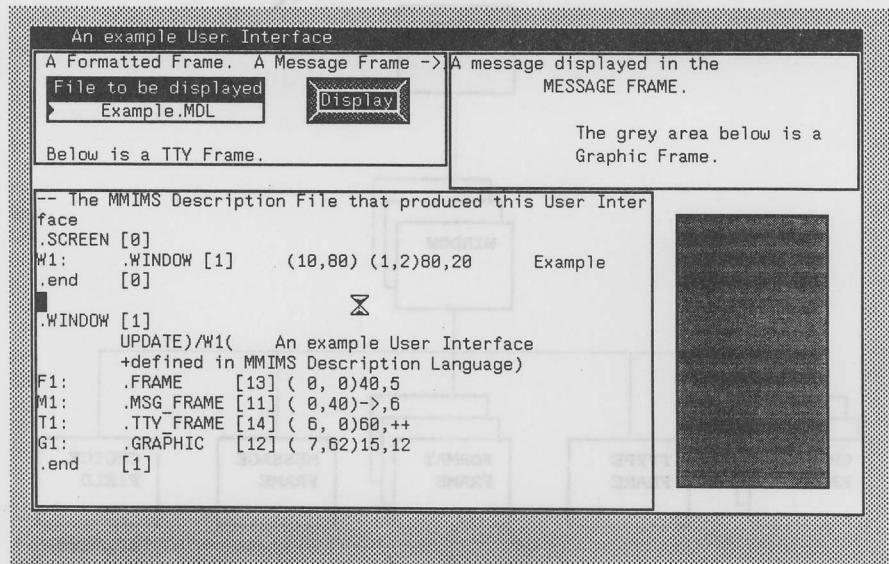 An example User Interface
A Formatted Frame. A Message Frame ->
File to be displayed
Example.MDL
Display
Below is a TTY Frame.
A message displayed in the
MESSAGE FRAME.
The grey area below is a
Graphic Frame.
-- The MMIMS Description File that produced this User Inter
face
.SCREEN [0]
W1: .WINDOW [1] (10,80) (1,2)80,20 Example
.end [0]
.WINDOW [1]
UPDATE)/W1( An example User Interface
+defined in MMIMS Description Language)
F1: .FRAME [13] ( 0, 0)40,5
M1: .MSG_FRAME [11] ( 0,40)->,6
T1: .TTY_FRAME [14] ( 6, 0)60,++
G1: .GRAPHIC [12] ( 7,62)15,12
.end [1]